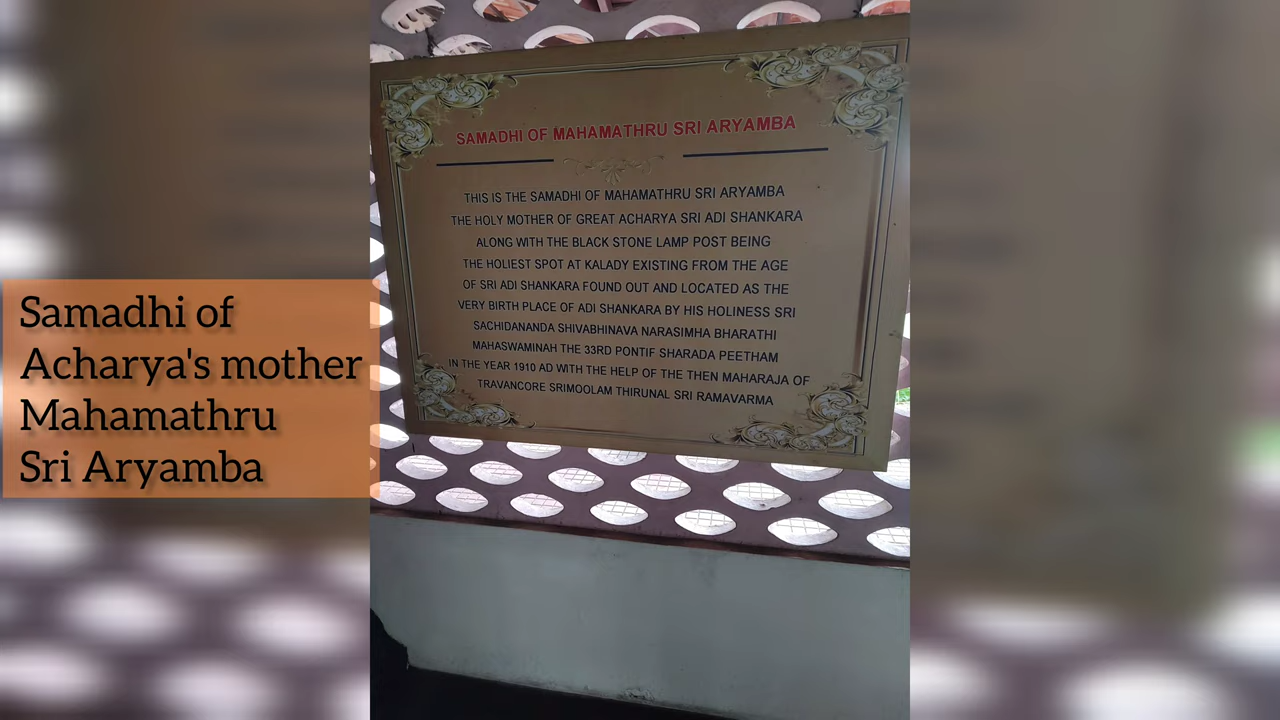 Samadhi of
Acharya's mother
Mahamathru
Sri Aryamba
SAMADHI OF MAHAMATHRU SRI ARYAMBA
THIS IS THE SAMADHI OF MAHAMATHRU SRI ARYAMBA
THE HOLY MOTHER OF GREAT ACHARYA SRI ADI SHANKARA
ALONG WITH THE BLACK STONE LAMP POST BEING
THE HOLIEST SPOT AT KALADY EXISTING FROM THE AGE
OF SRI ADI SHANKARA FOUND OUT AND LOCATED AS THE
VERY BIRTH PLACE OF ADI SHANKARA BY HIS HOLINESS SRI
SACHIDANANDA SHIVABHINAVA NARASIMHA BHARATHI
MAHASWAMINAH THE 33RD PONTIF SHARADA PEETHAM
IN THE YEAR 1910 AD WITH THE HELP OF THE THEN MAHARAJA OF
TRAVANCORE SRIMOOLAM THIRUNAL SRI RAMAVARMA